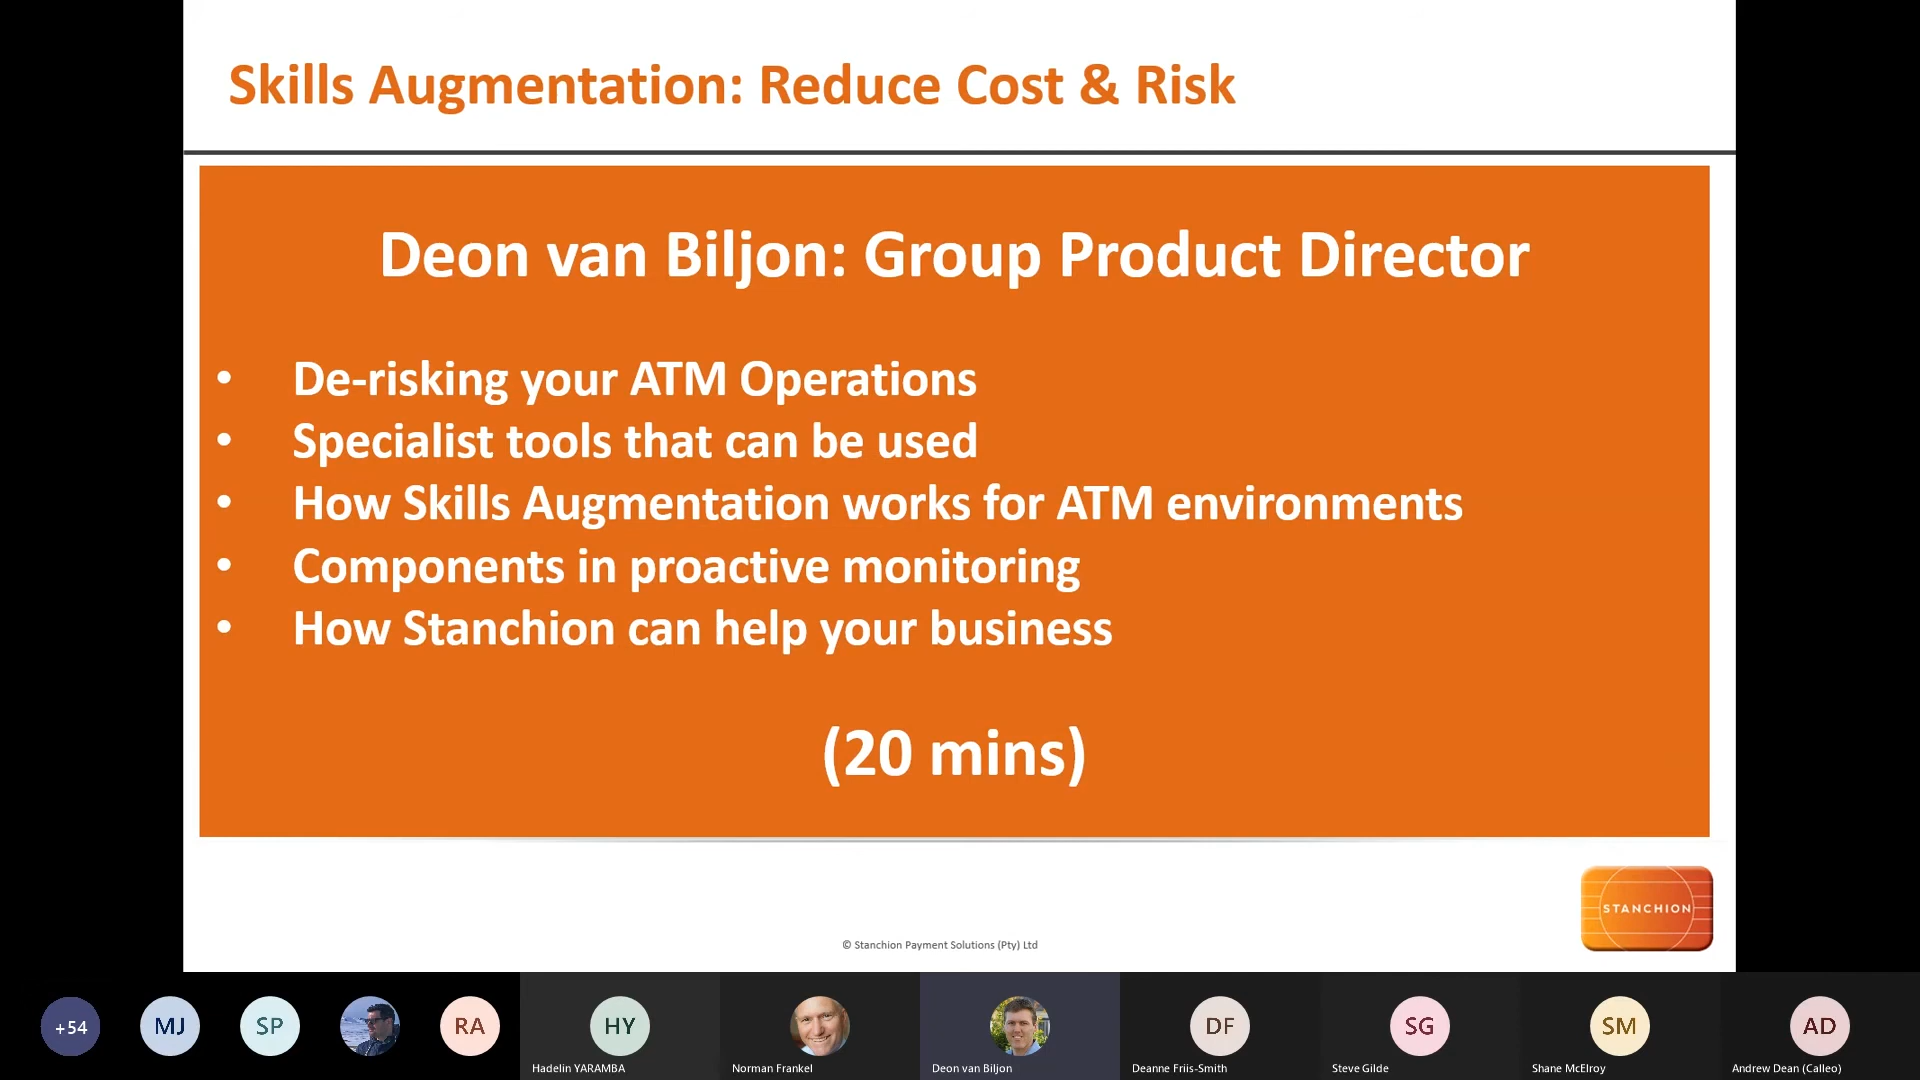 Skills Augmentation: Reduce Cost & Risk
Deon van Biljon: Group Product Director
• De-risking your ATM Operations
• Specialist tools that can be used
• How Skills Augmentation works for ATM environments
• Components in proactive monitoring
• How Stanchion can help your business
(20 mins)
STANCHION
© Stanchion Payment Solutions (Pty) Ltd
+54
MJ
SP
RA
HY
DF
SG
SM
AD
Hadelin YARAMBA
Norman Frankel
Deon van Biljon
Deanne Friis-Smith
Steve Gilde
Shane McElroy
Andrew Dean (Calleo)